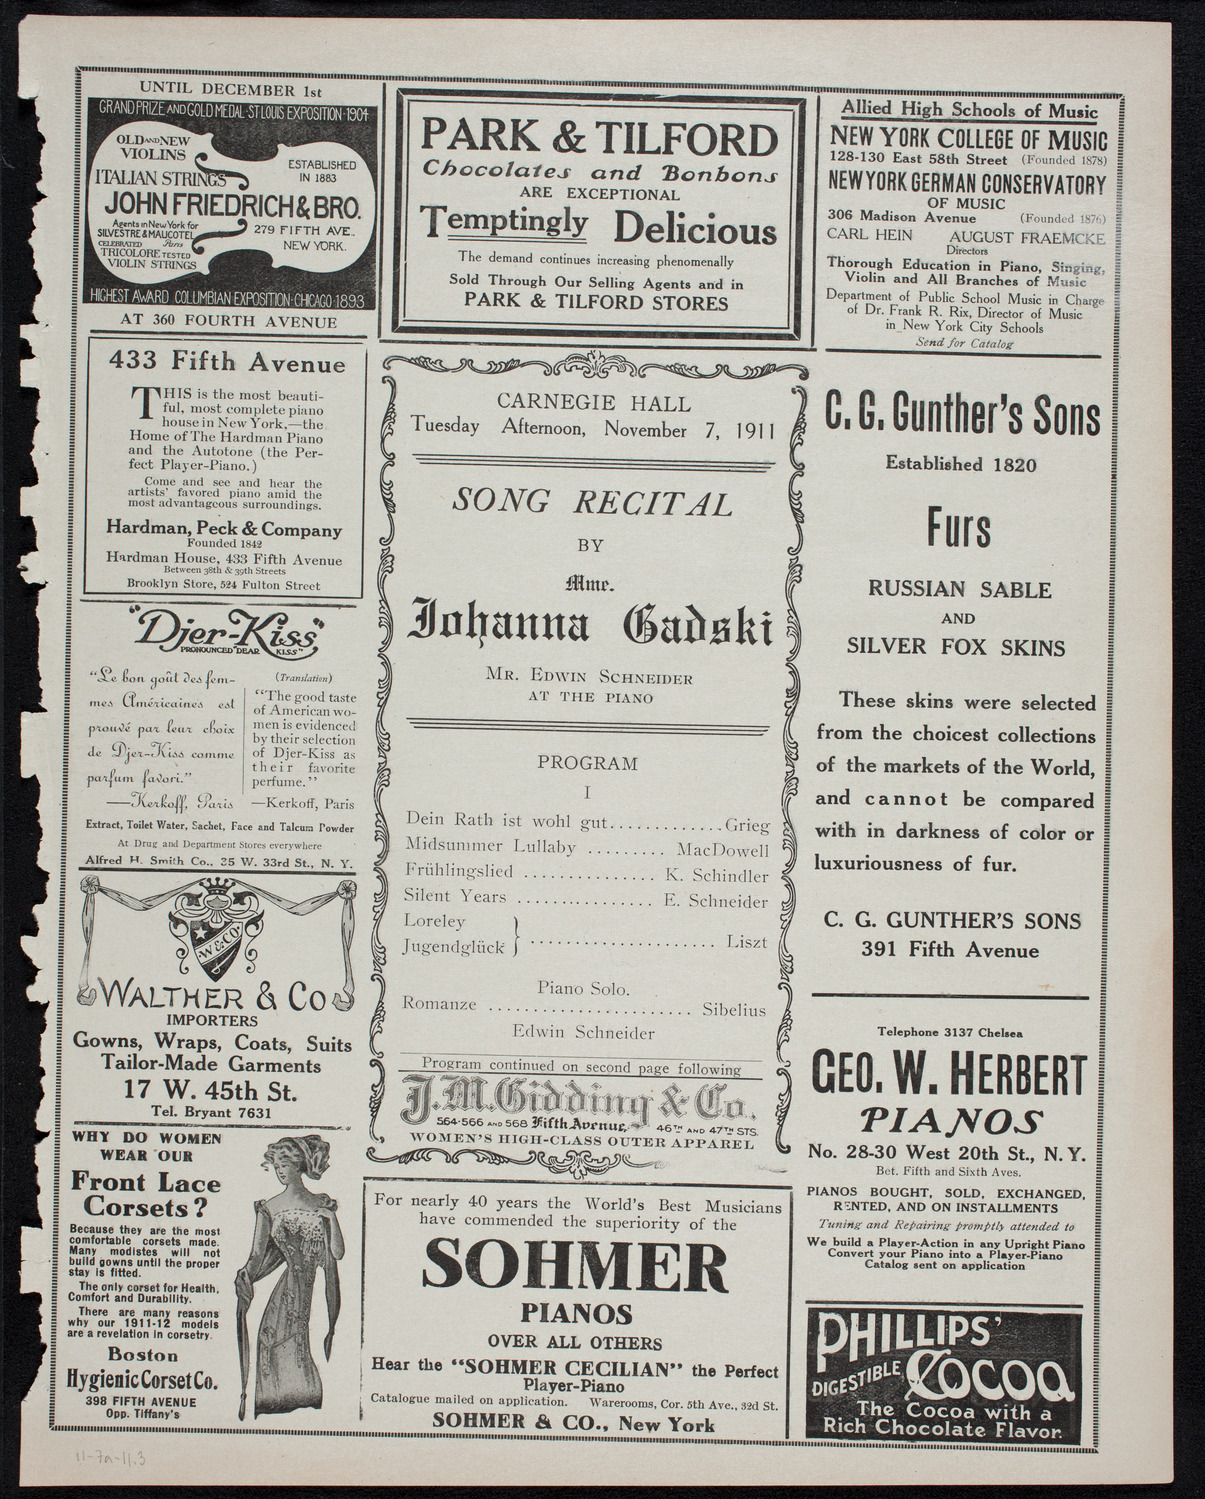 UNTIL DECEMBER 1st
GRAND PRIZE AND GOLD MEDAL-ST LOUIS EXPOSITION-1904
OLD AND NEW
VIOLINS
ITALIAN STRINGS
ESTABLISHED
IN 1883
JOHN FRIEDRICH & BRO.
Agents in New York for
SILVESTRE & MAUCOTEL
CELEBRATED Paris
TRICOLORE TESTED
VIOLIN STRINGS
279 FIFTH AVE.
NEW YORK.
HIGHEST AWARD COLUMBIAN EXPOSITION-CHICAGO 1893
AT 360 FOURTH AVENUE
433 Fifth Avenue
THIS is the most beauti-
ful, most complete piano
house in New York,—the
Home of The Hardman Piano
and the Autotone (the Per-
fect Player-Piano.)
Come and see and hear the
artists' favored piano amid the
most advantageous surroundings.
Hardman, Peck & Company
Founded 1842
Hardman House, 433 Fifth Avenue
Between 38th & 39th Streets
Brooklyn Store, 524 Fulton Street
"Djer-Kiss"
PRONOUNCED "DEAR KISS"
"Le bon goût des fem-
mes Américaines est
prouvé par leur choix
de Djer-Kiss comme
parfum favori."
—Kerkoff, Paris
(Translation)
"The good taste
of American wo-
men is evidenced
by their selection
of Djer-Kiss as
their favorite
perfume."
—Kerkoff, Paris
Extract, Toilet Water, Sachet, Face and Talcum Powder
At Drug and Department Stores everywhere
Alfred H. Smith Co., 35 W. 33rd St., N. Y.
W & CO.
WALTHER & CO
IMPORTERS
Gowns, Wraps, Coats, Suits
Tailor-Made Garments
17 W. 45th St.
Tel. Bryant 7631
WHY DO WOMEN
WEAR OUR
Front Lace
Corsets?
Because they are the most
comfortable corsets made.
Many modistes will not
build gowns until the proper
stay is fitted.
The only corset for Health,
Comfort and Durability.
There are many reasons
why our 1911-12 models
are a revelation in corsetry.
Boston
Hygienic Corset Co.
398 FIFTH AVENUE
Opp. Tiffany's
PARK & TILFORD
Chocolates and Bonbons
ARE EXCEPTIONAL
Temptingly Delicious
The demand continues increasing phenomenally
Sold Through Our Selling Agents and in
PARK & TILFORD STORES
CARNEGIE HALL
Tuesday Afternoon, November 7, 1911
SONG RECITAL
BY
Mme.
Johanna Gadski
MR. EDWIN SCHNEIDER
AT THE PIANO
PROGRAM
I
Dein Rath ist wohl gut............Grieg
Midsummer Lullaby ......... MacDowell
Frühlingslied ............... K. Schindler
Silent Years ................ E. Schneider
Loreley
Jugendglück } ..................... Liszt
Piano Solo.
Romanze ........................ Sibelius
Edwin Schneider
Program continued on second page following
J. M. Gidding & Co.
564-566 AND 568 Fifth Avenue, 46TH AND 47TH STS.
WOMEN'S HIGH-CLASS OUTER APPAREL
For nearly 40 years the World's Best Musicians
have commended the superiority of the
SOHMER
PIANOS
OVER ALL OTHERS
Hear the "SOHMER CECILIAN" the Perfect
Player-Piano
Catalogue mailed on application. Warerooms, Cor. 5th Ave., 32d St.
SOHMER & CO., New York
Allied High Schools of Music
NEW YORK COLLEGE OF MUSIC
128-130 East 58th Street (Founded 1878)
NEW YORK GERMAN CONSERVATORY
OF MUSIC
306 Madison Avenue (Founded 1876)
CARL HEIN AUGUST FRAEMCKE
Directors
Thorough Education in Piano, Singing,
Violin and All Branches of Music
Department of Public School Music in Charge
of Dr. Frank R. Rix, Director of Music
in New York City Schools
Send for Catalog
C. G. Gunther's Sons
Established 1820
Furs
RUSSIAN SABLE
AND
SILVER FOX SKINS
These skins were selected
from the choicest collections
of the markets of the World,
and cannot be compared
with in darkness of color or
luxuriousness of fur.
C. G. GUNTHER'S SONS
391 Fifth Avenue
Telephone 3137 Chelsea
GEO. W. HERBERT
PIANOS
No. 28-30 West 20th St., N. Y.
Bet. Fifth and Sixth Aves.
PIANOS BOUGHT, SOLD, EXCHANGED,
RENTED, AND ON INSTALLMENTS
Tuning and Repairing promptly attended to
We build a Player-Action in any Upright Piano
Convert your Piano into a Player-Piano
Catalog sent on application
PHILLIPS'
DIGESTIBLE COCOA
The Cocoa with a
Rich Chocolate Flavor.
11-7a-11.3